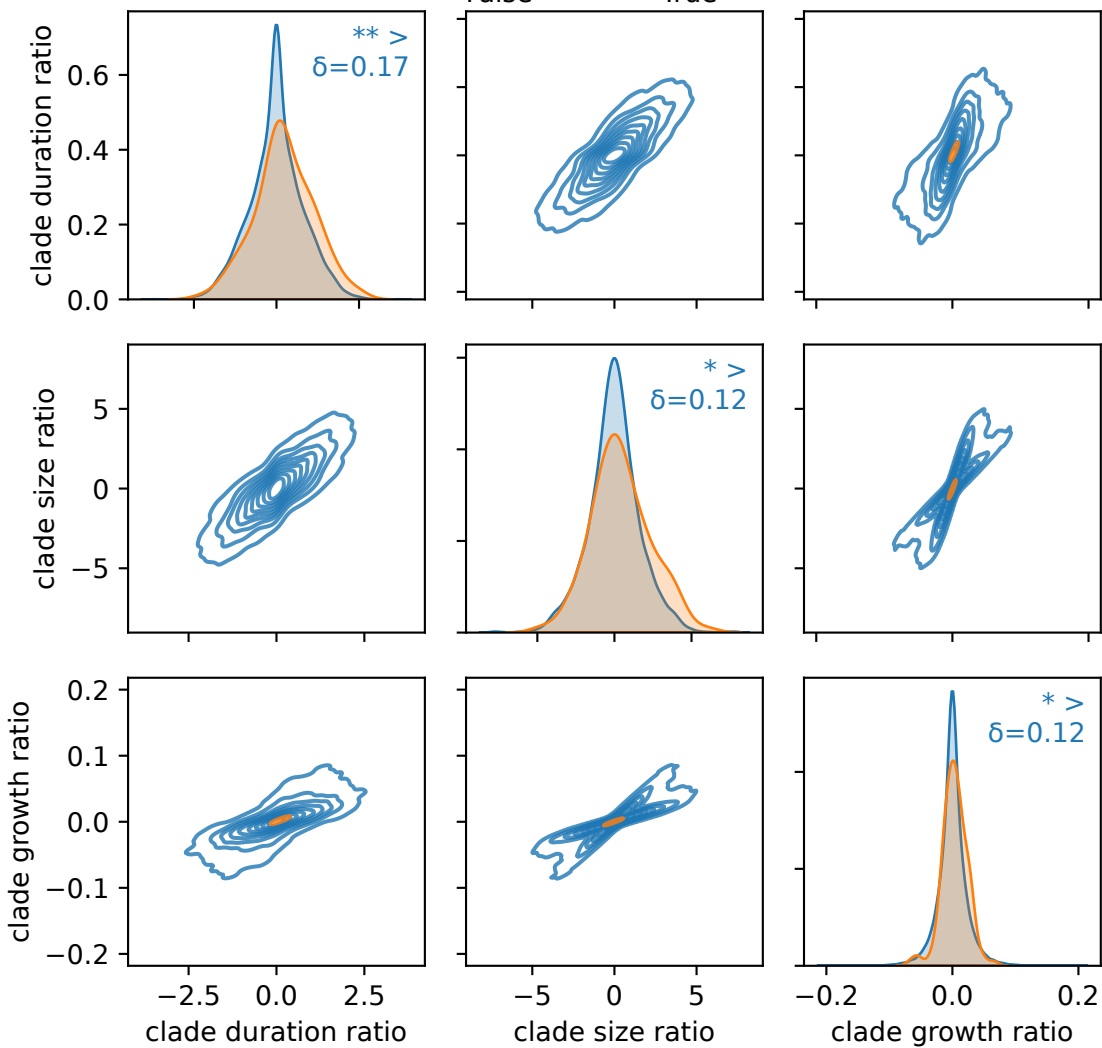 True
clade duration ratio
0.6
0.4
0.2
0.0
** >
δ=0.17
clade size ratio
5
0
−5
* >
δ=0.12
clade growth ratio
0.2
0.1
0.0
−0.1
−0.2
* >
δ=0.12
−2.5 0.0 2.5
clade duration ratio
−5 0 5
clade size ratio
−0.2 0.0 0.2
clade growth ratio